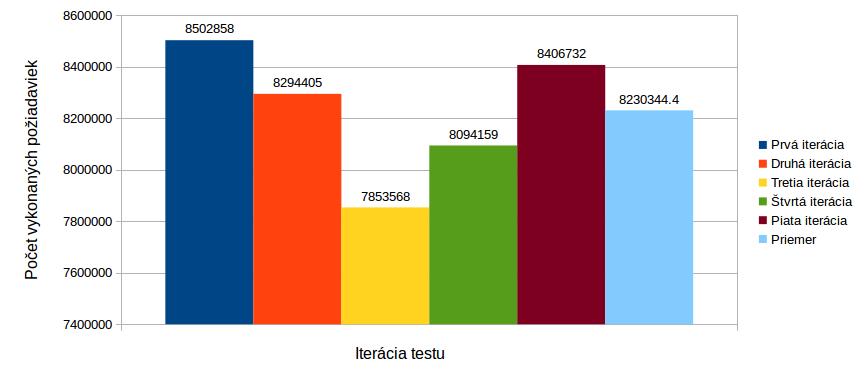 8600000
8400000
8200000
8000000
7800000
7600000
7400000
Počet vykonaných požiadaviek
8502858
8294405
7853568
8094159
8406732
8230344.4
Iterácia testu
Prvá iterácia
Druhá iterácia
Tretia iterácia
Štvrtá iterácia
Piata iterácia
Priemer